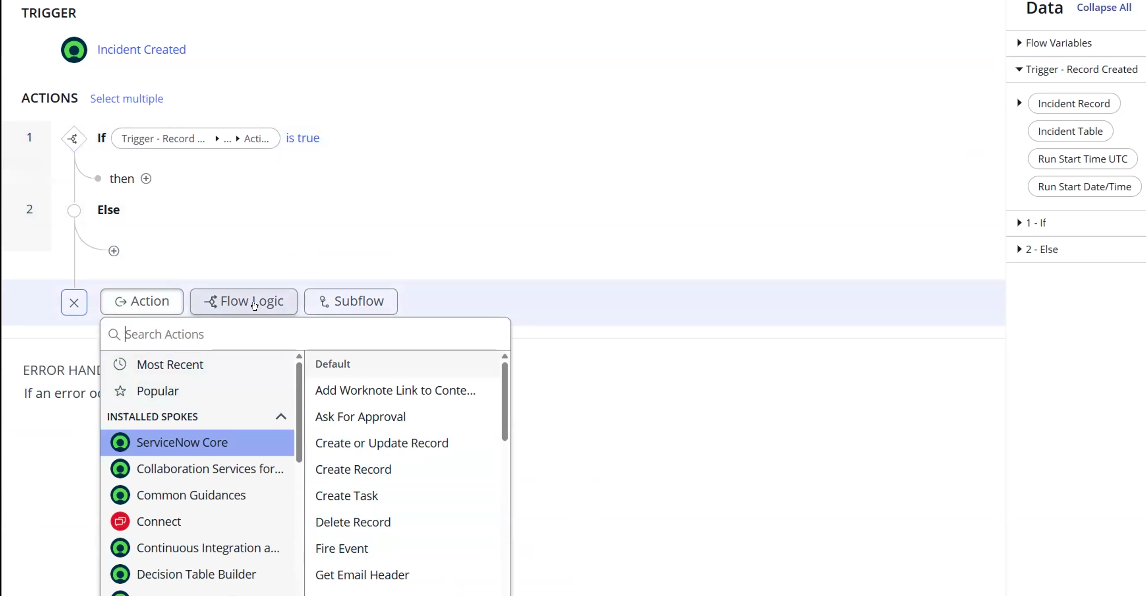 TRIGGER
Incident Created
ACTIONS Select multiple
1 If Trigger - Record ... ▸ ... ▸ Acti... is true
then
2 Else
Action Flow Logic Subflow
Search Actions
Most Recent
Popular
INSTALLED SPOKES
ServiceNow Core
Collaboration Services for...
Common Guidances
Connect
Continuous Integration a...
Decision Table Builder
Default
Add Worknote Link to Conte...
Ask For Approval
Create or Update Record
Create Record
Create Task
Delete Record
Fire Event
Get Email Header
ERROR HAND
If an error o
Data Collapse All
Flow Variables
Trigger - Record Created
Incident Record
Incident Table
Run Start Time UTC
Run Start Date/Time
1 - If
2 - Else